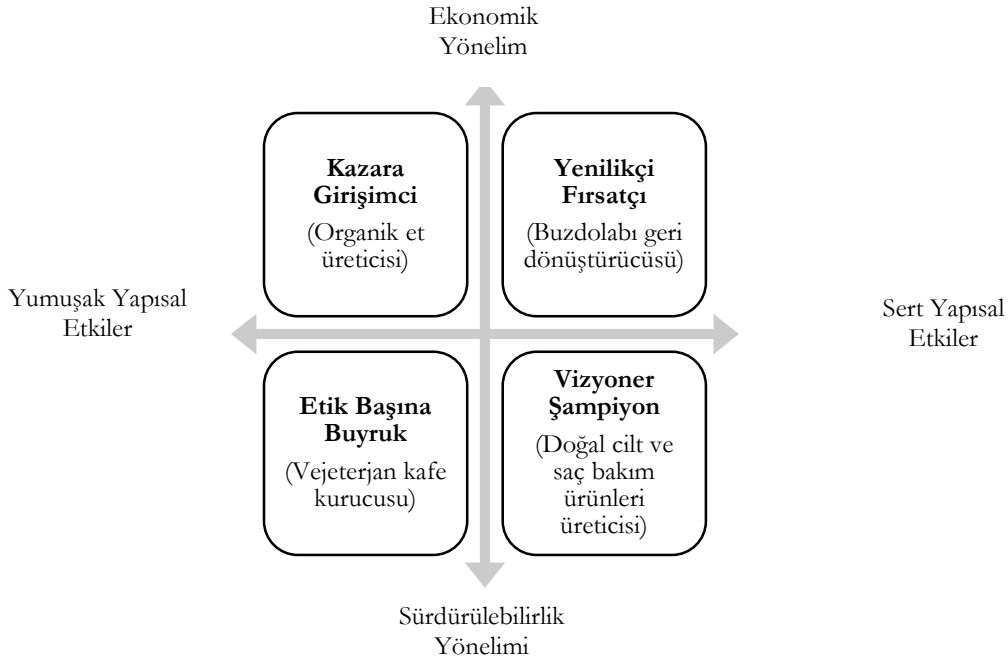 Ekonomik
Yönelim
Kazara
Girişimci
(Organik et
üreticisi)
Yenilikçi
Fırsatçı
(Buzdolabı geri
dönüştürücüsü)
Yumuşak Yapısal
Etkiler
Sert Yapısal
Etkiler
Etik Başına
Buyruk
(Vejeterjan kafe
kurucusu)
Vizyoner
Şampiyon
(Doğal cilt ve
saç bakım
ürünleri
üreticisi)
Sürdürülebilirlik
Yönelimi